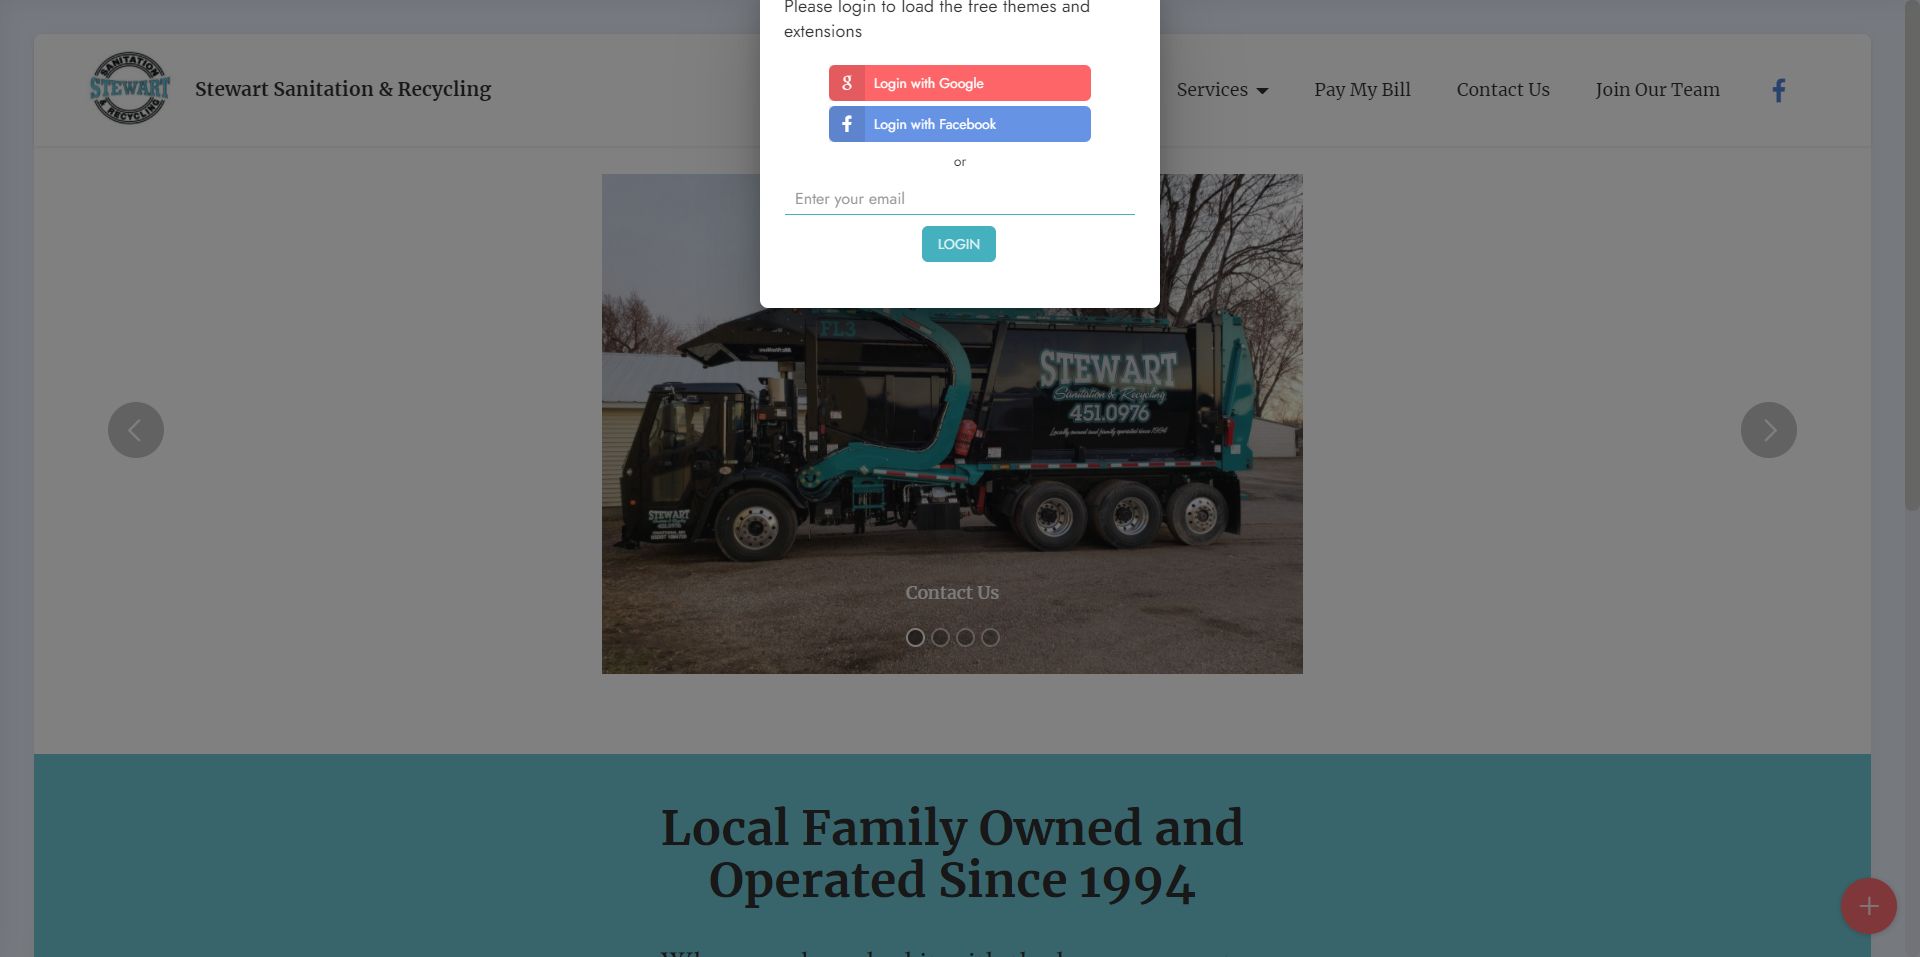 Please login to load the free themes and
extensions
Login with Google
Login with Facebook
or
Enter your email
LOGIN
SANITATION
STEWART
& RECYCLING
Stewart Sanitation & Recycling
Services
Pay My Bill
Contact Us
Join Our Team
FL3
STEWART
Sanitation & Recycling
451.0976
Locally owned and family operated since 1994
STEWART
451.0976
Contact Us
Local Family Owned and
Operated Since 1994